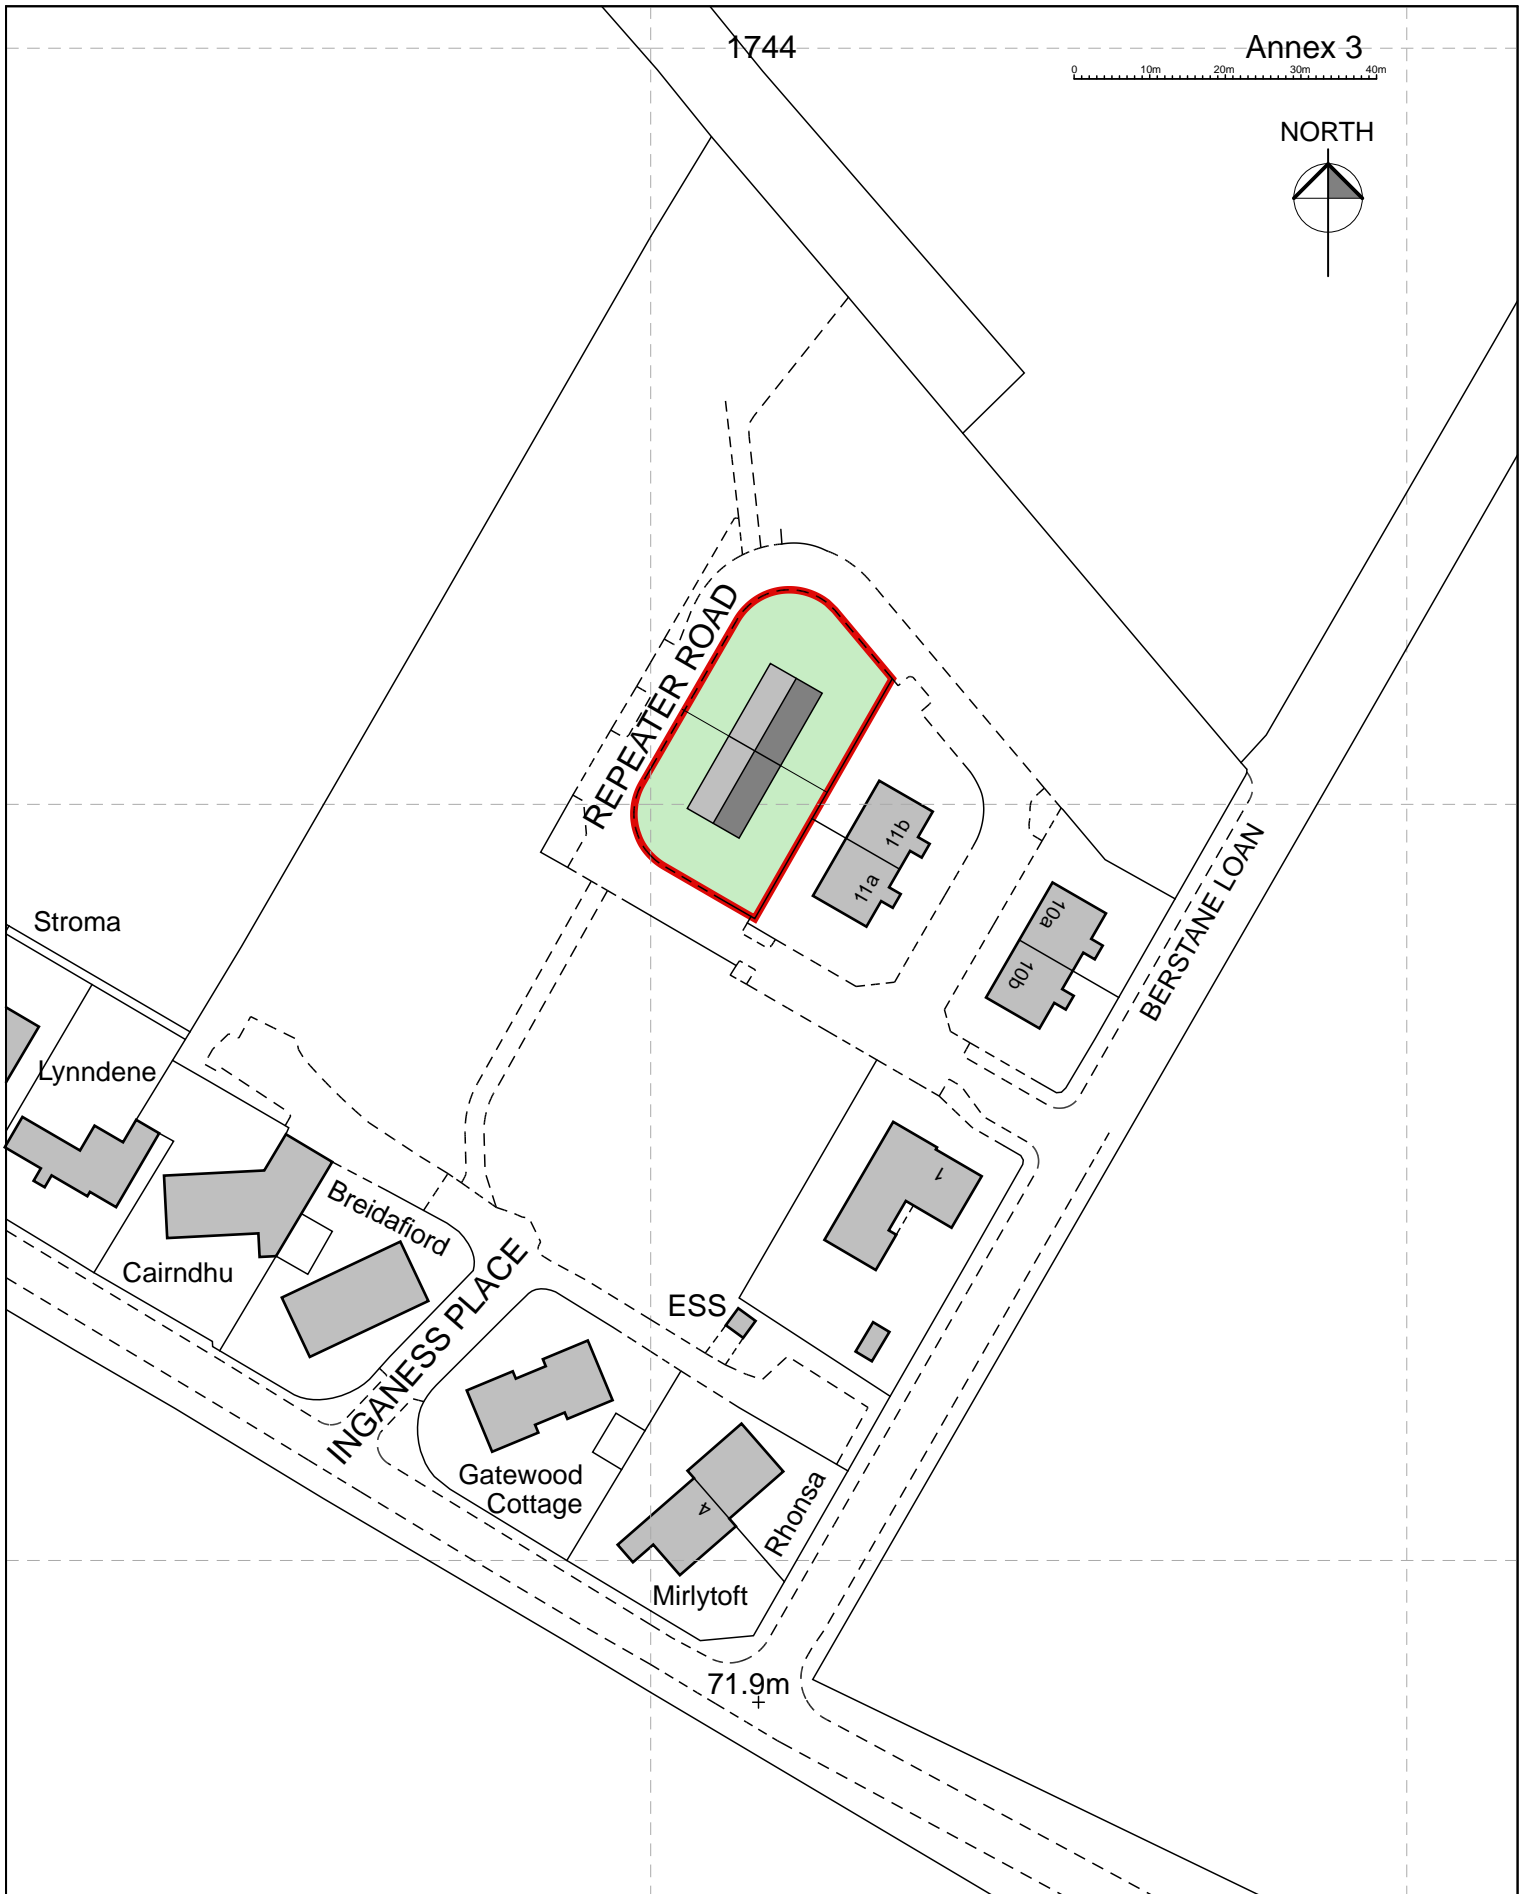 1744
Annex 3
0 10m 20m 30m 40m
NORTH
REPEATER ROAD
11b
11a
10a
10b
BERSTANE LOAN
Stroma
Lynndene
1
Breidafiord
Cairndhu
INGANESS PLACE
ESS
Gatewood
Cottage
4
Rhonsa
Mirlytoft
71.9m